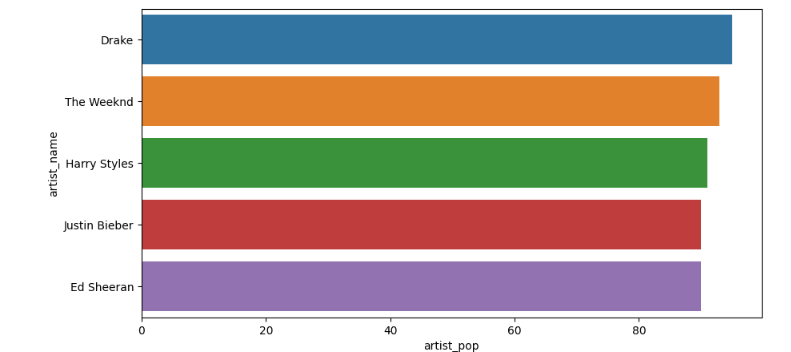 Drake
The Weeknd
Harry Styles
Justin Bieber
Ed Sheeran
artist_name
0 20 40 60 80
artist_pop